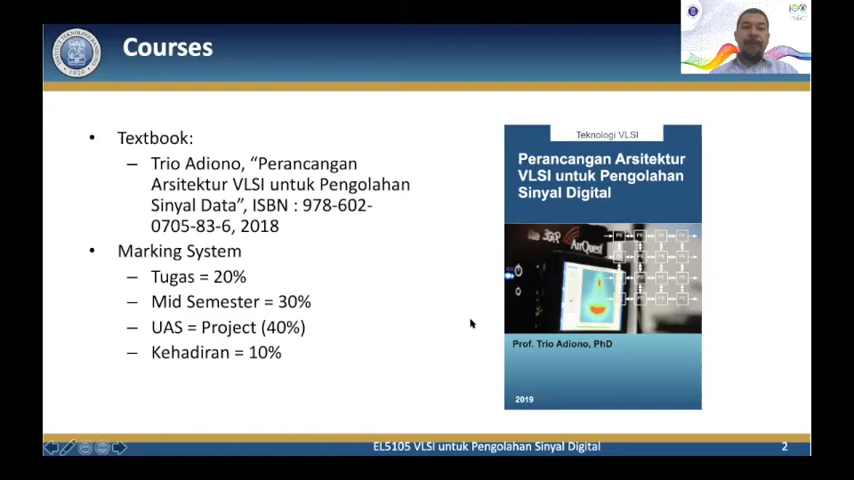 Courses
• Textbook:
– Trio Adiono, “Perancangan
Arsitektur VLSI untuk Pengolahan
Sinyal Data”, ISBN : 978-602-
0705-83-6, 2018
• Marking System
– Tugas = 20%
– Mid Semester = 30%
– UAS = Project (40%)
– Kehadiran = 10%
Teknologi VLSI
Perancangan Arsitektur
VLSI untuk Pengolahan
Sinyal Digital
AirQuest
Prof. Trio Adiono, PhD
2019
EL5105 VLSI untuk Pengolahan Sinyal Digital
2